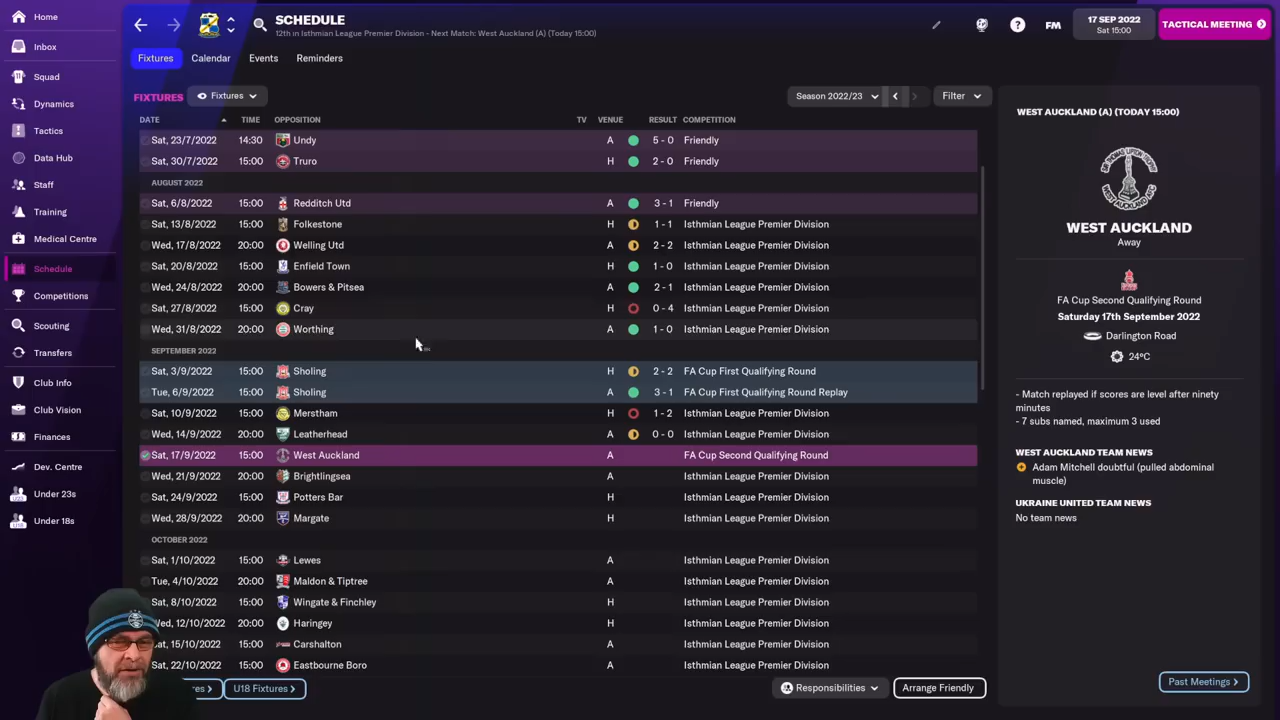 Home
Inbox
Squad
Dynamics
Tactics
Data Hub
Staff
Training
Medical Centre
Schedule
Competitions
Scouting
Transfers
Club Info
Club Vision
Finances
Dev. Centre
Under 23s
Under 18s
SCHEDULE
12th in Isthmian League Premier Division - Next Match: West Auckland (A) (Today 15:00)
FM
17 SEP 2022
Sat 15:00
TACTICAL MEETING
Fixtures Calendar Events Reminders
FIXTURES Fixtures Season 2022/23 Filter
DATE TIME OPPOSITION TV VENUE RESULT COMPETITION
Sat, 23/7/2022 14:30 Undy A 5 - 0 Friendly
Sat, 30/7/2022 15:00 Truro H 2 - 0 Friendly
AUGUST 2022
Sat, 6/8/2022 15:00 Redditch Utd A 3 - 1 Friendly
Sat, 13/8/2022 15:00 Folkestone H 1 - 1 Isthmian League Premier Division
Wed, 17/8/2022 20:00 Welling Utd A 2 - 2 Isthmian League Premier Division
Sat, 20/8/2022 15:00 Enfield Town H 1 - 0 Isthmian League Premier Division
Wed, 24/8/2022 20:00 Bowers & Pitsea A 2 - 1 Isthmian League Premier Division
Sat, 27/8/2022 15:00 Cray H 0 - 4 Isthmian League Premier Division
Wed, 31/8/2022 20:00 Worthing A 1 - 0 Isthmian League Premier Division
SEPTEMBER 2022
Sat, 3/9/2022 15:00 Sholing H 2 - 2 FA Cup First Qualifying Round
Tue, 6/9/2022 15:00 Sholing A 3 - 1 FA Cup First Qualifying Round Replay
Sat, 10/9/2022 15:00 Merstham H 1 - 2 Isthmian League Premier Division
Wed, 14/9/2022 20:00 Leatherhead A 0 - 0 Isthmian League Premier Division
Sat, 17/9/2022 15:00 West Auckland A FA Cup Second Qualifying Round
Wed, 21/9/2022 20:00 Brightlingsea A Isthmian League Premier Division
Sat, 24/9/2022 15:00 Potters Bar H Isthmian League Premier Division
Wed, 28/9/2022 20:00 Margate H Isthmian League Premier Division
OCTOBER 2022
Sat, 1/10/2022 15:00 Lewes A Isthmian League Premier Division
Tue, 4/10/2022 20:00 Maldon & Tiptree A Isthmian League Premier Division
Sat, 8/10/2022 15:00 Wingate & Finchley H Isthmian League Premier Division
Wed, 12/10/2022 20:00 Haringey H Isthmian League Premier Division
Sat, 15/10/2022 15:00 Carshalton A Isthmian League Premier Division
Sat, 22/10/2022 15:00 Eastbourne Boro A Isthmian League Premier Division
U18 Fixtures > Responsibilities Arrange Friendly
WEST AUCKLAND (A) (TODAY 15:00)
WEST AUCKLAND
Away
FA Cup Second Qualifying Round
Saturday 17th September 2022
Darlington Road
24°C
- Match replayed if scores are level after ninety
minutes
- 7 subs named, maximum 3 used
WEST AUCKLAND TEAM NEWS
Adam Mitchell doubtful (pulled abdominal
muscle)
UKRAINE UNITED TEAM NEWS
No team news
Past Meetings >